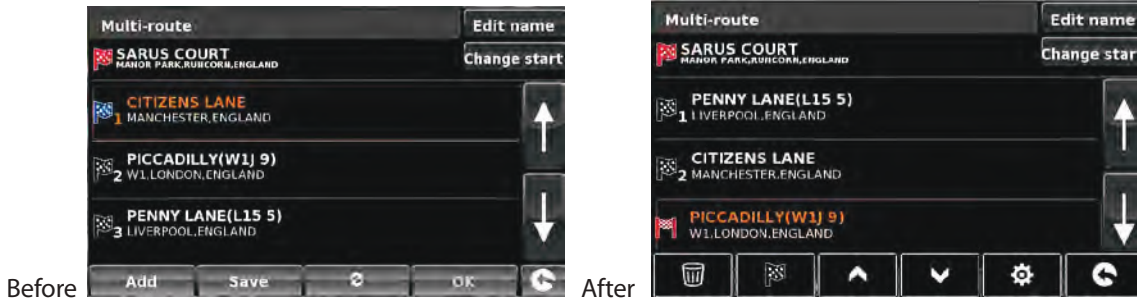 Multi-route
Edit name
SARUS COURT
MANOR PARK,RUNCORN,ENGLAND
Change start
CITIZENS LANE
1 MANCHESTER,ENGLAND
PICCADILLY(W1J 9)
2 W1,LONDON,ENGLAND
PENNY LANE(L15 5)
3 LIVERPOOL,ENGLAND
Add Save OK
Before
Multi-route
Edit name
SARUS COURT
MANOR PARK,RUNCORN,ENGLAND
Change star
PENNY LANE(L15 5)
1 LIVERPOOL,ENGLAND
CITIZENS LANE
2 MANCHESTER,ENGLAND
PICCADILLY(W1J 9)
W1,LONDON,ENGLAND
After